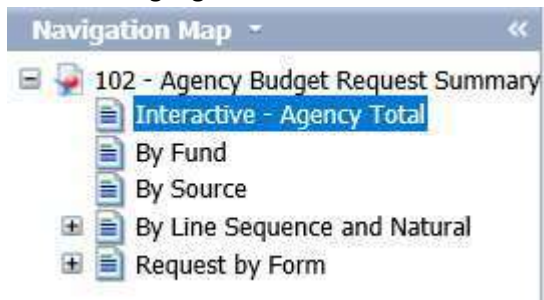 Navigation Map
102 - Agency Budget Request Summary
Interactive - Agency Total
By Fund
By Source
By Line Sequence and Natural
Request by Form